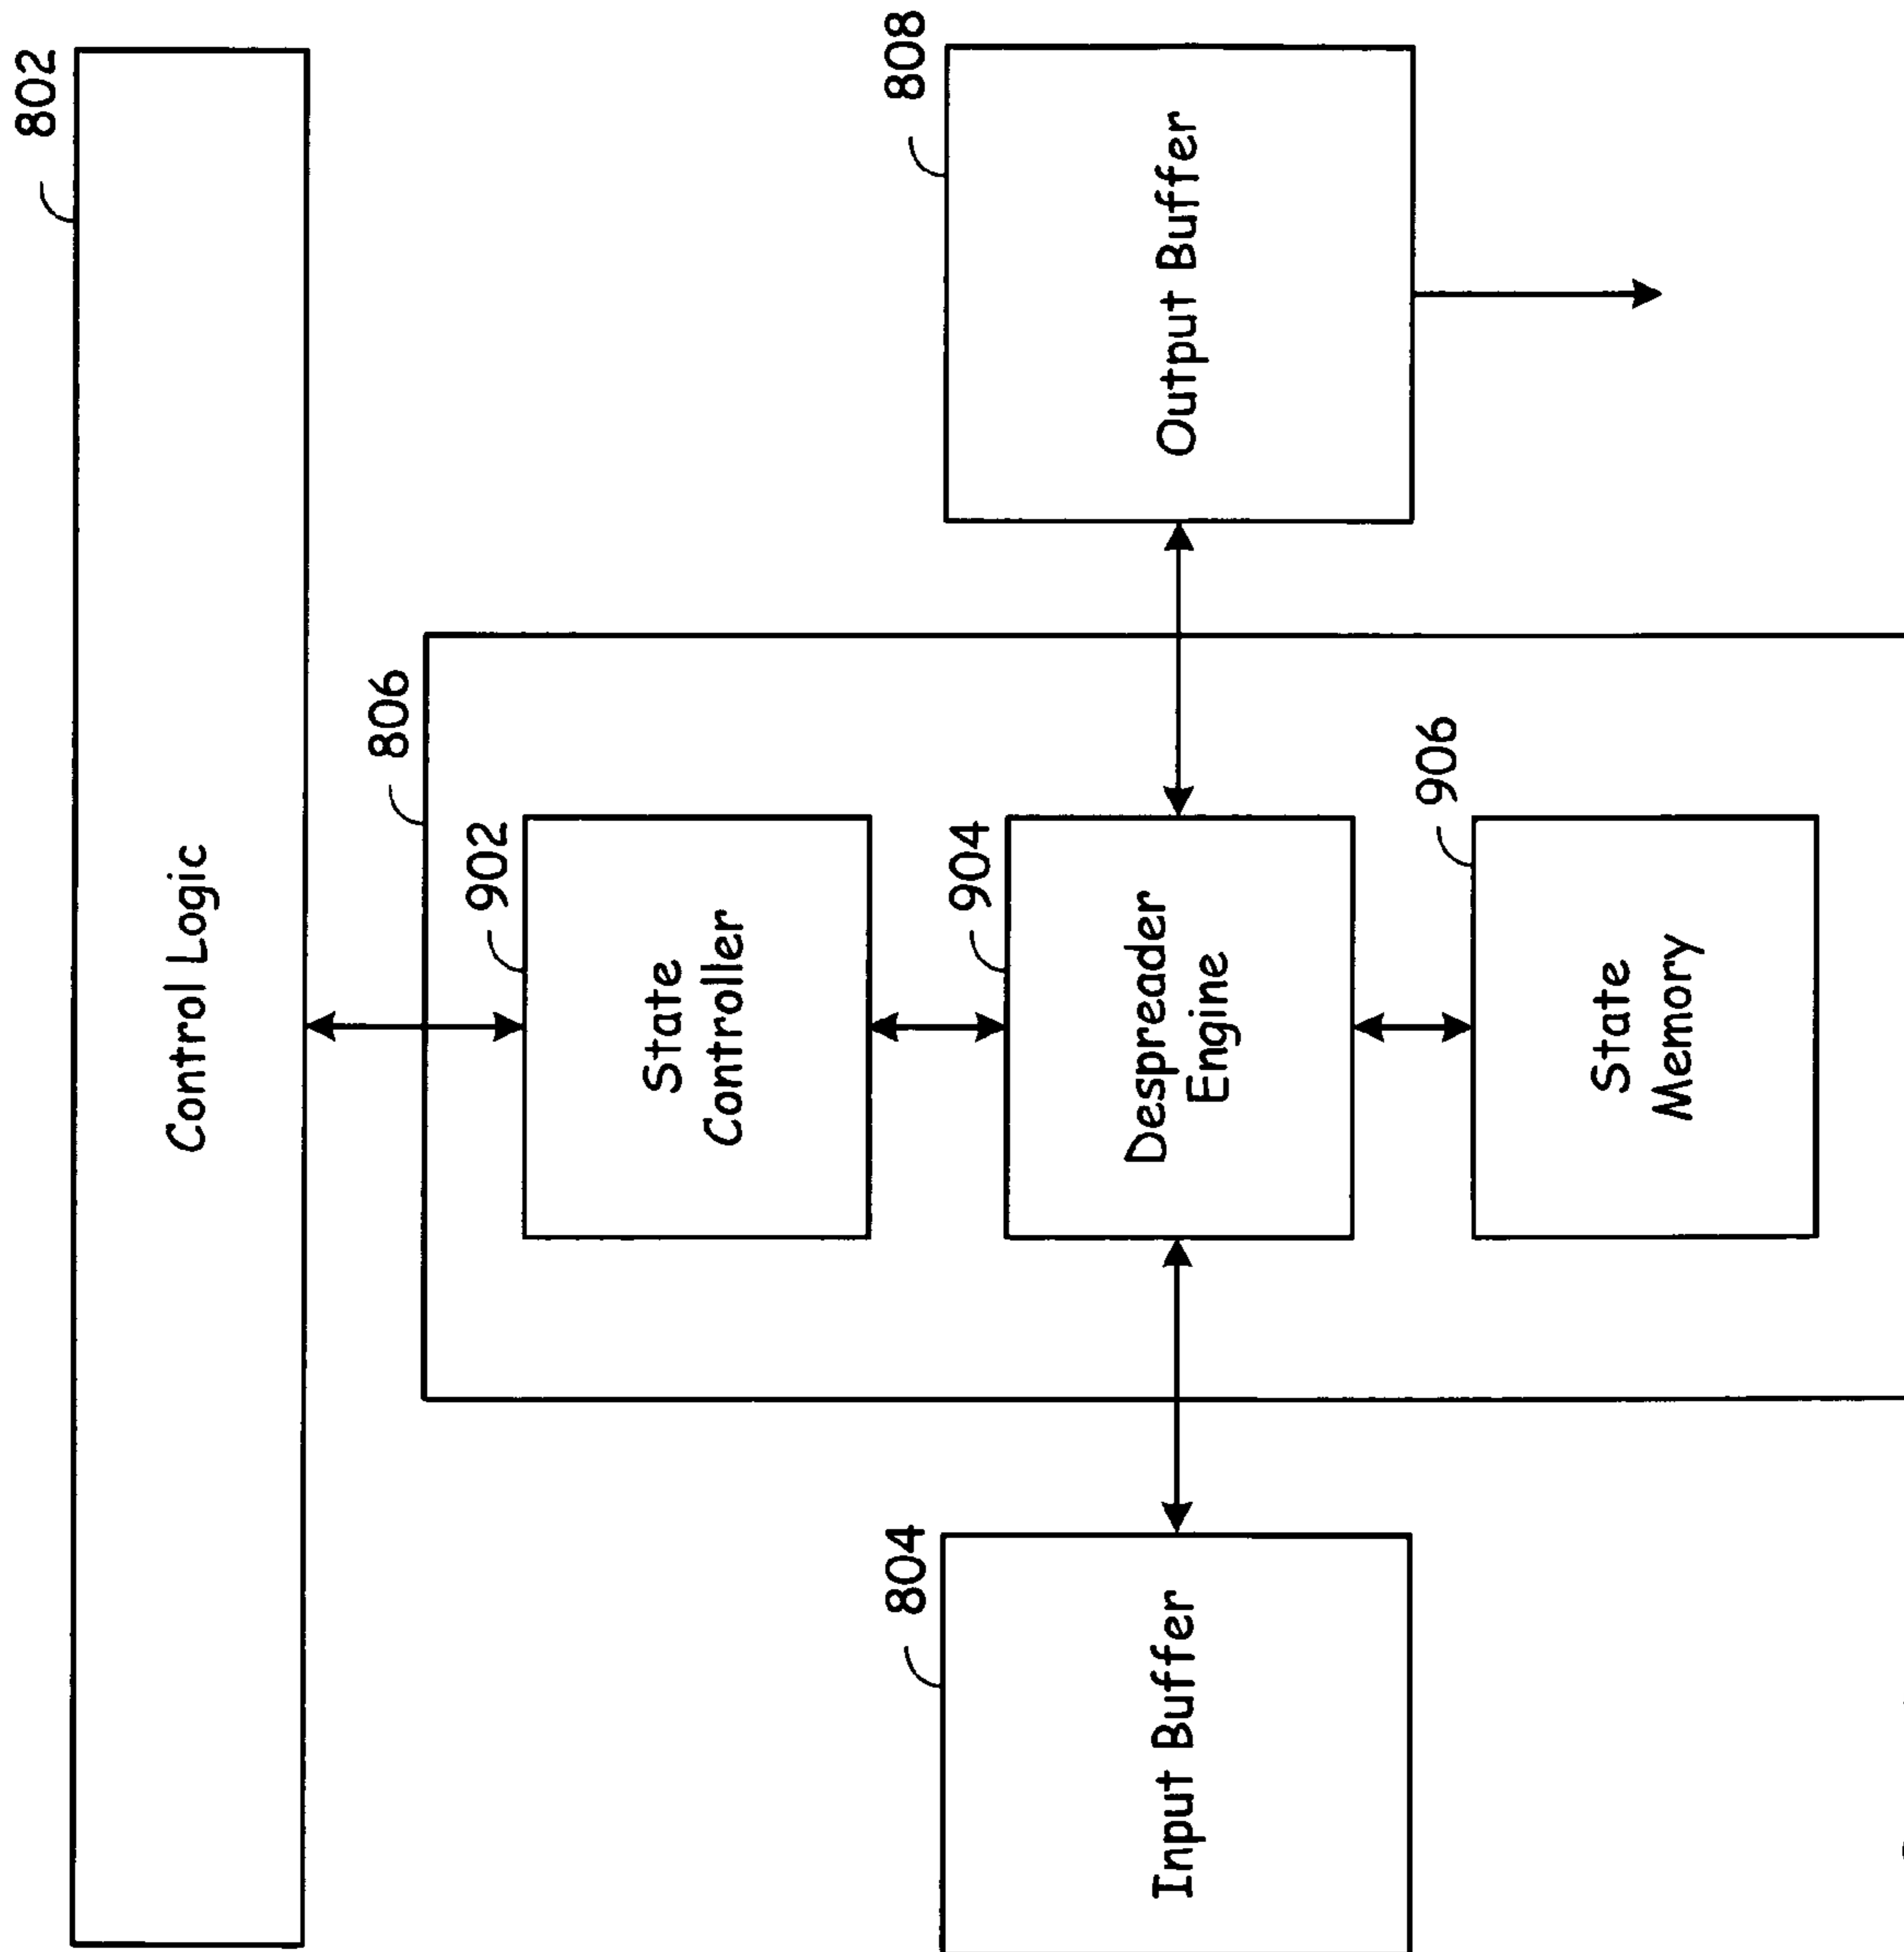 802
Control Logic
806
902
State
Controller
804
Input Buffer
904
Despreader
Engine
808
Output Buffer
906
State
Memory